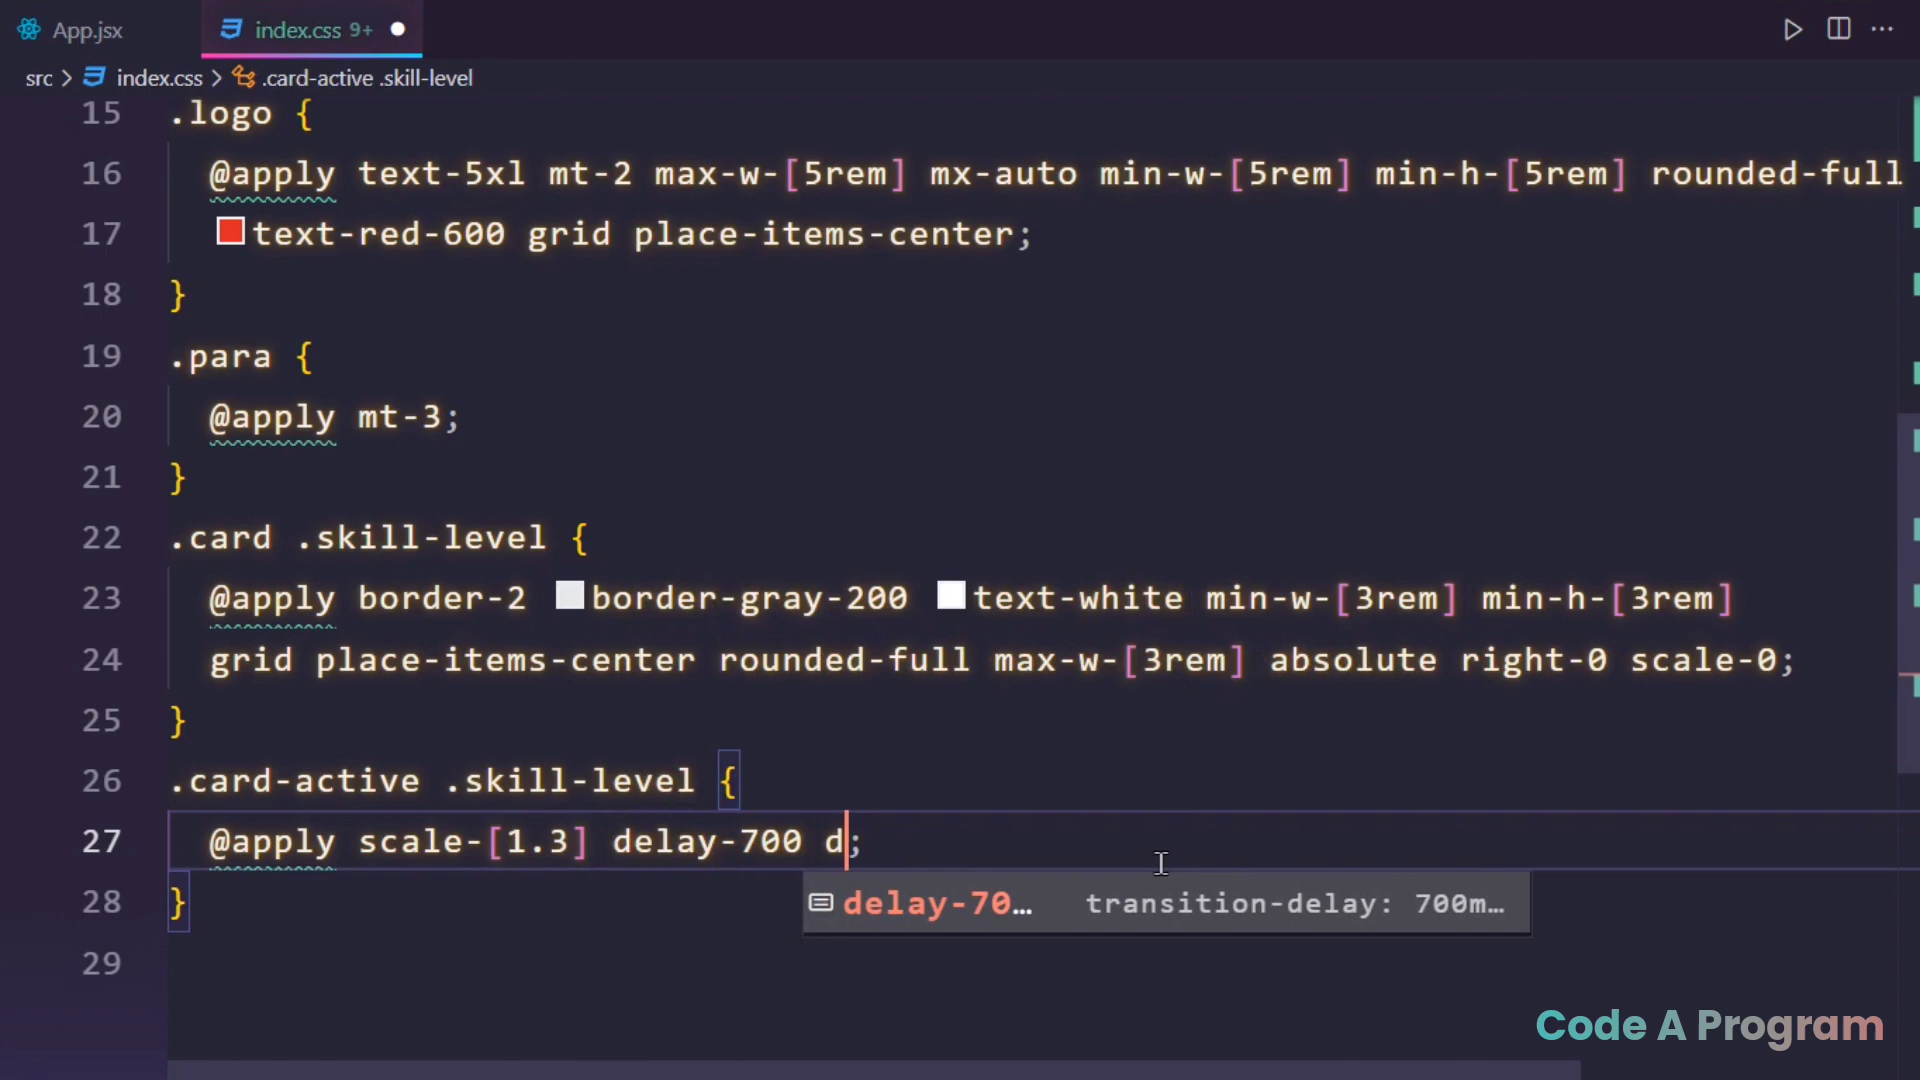 App.jsx index.css 9+
src > index.css > .card-active .skill-level
15 .logo {
16 @apply text-5xl mt-2 max-w-[5rem] mx-auto min-w-[5rem] min-h-[5rem] rounded-full
17 text-red-600 grid place-items-center;
18 }
19 .para {
20 @apply mt-3;
21 }
22 .card .skill-level {
23 @apply border-2 border-gray-200 text-white min-w-[3rem] min-h-[3rem]
24 grid place-items-center rounded-full max-w-[3rem] absolute right-0 scale-0;
25 }
26 .card-active .skill-level {
27 @apply scale-[1.3] delay-700 d;
28 }
delay-70… transition-delay: 700m…
29
Code A Program